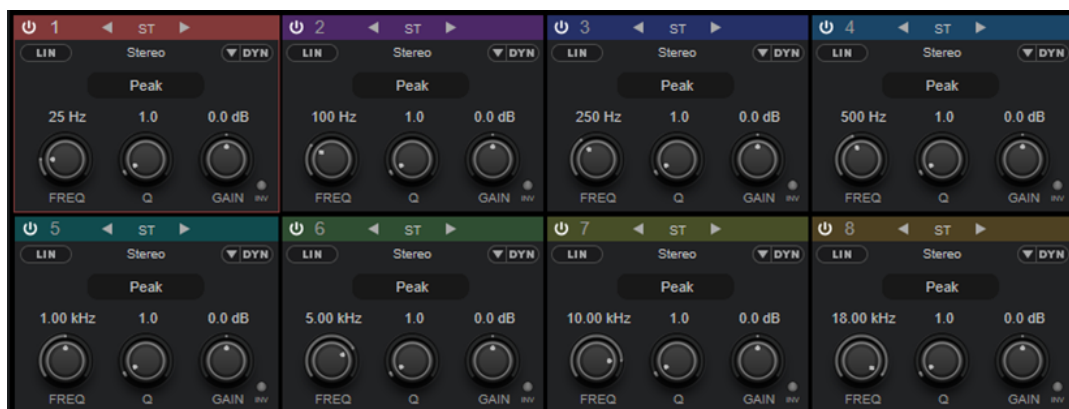 1 ST 2 ST 3 ST 4 ST
LIN Stereo DYN LIN Stereo DYN LIN Stereo DYN LIN Stereo DYN
Peak Peak Peak Peak
25 Hz 1.0 0.0 dB 100 Hz 1.0 0.0 dB 250 Hz 1.0 0.0 dB 500 Hz 1.0 0.0 dB
FREQ Q GAIN INV FREQ Q GAIN INV FREQ Q GAIN INV FREQ Q GAIN INV
5 ST 6 ST 7 ST 8 ST
LIN Stereo DYN LIN Stereo DYN LIN Stereo DYN LIN Stereo DYN
Peak Peak Peak Peak
1.00 kHz 1.0 0.0 dB 5.00 kHz 1.0 0.0 dB 10.00 kHz 1.0 0.0 dB 18.00 kHz 1.0 0.0 dB
FREQ Q GAIN INV FREQ Q GAIN INV FREQ Q GAIN INV FREQ Q GAIN INV